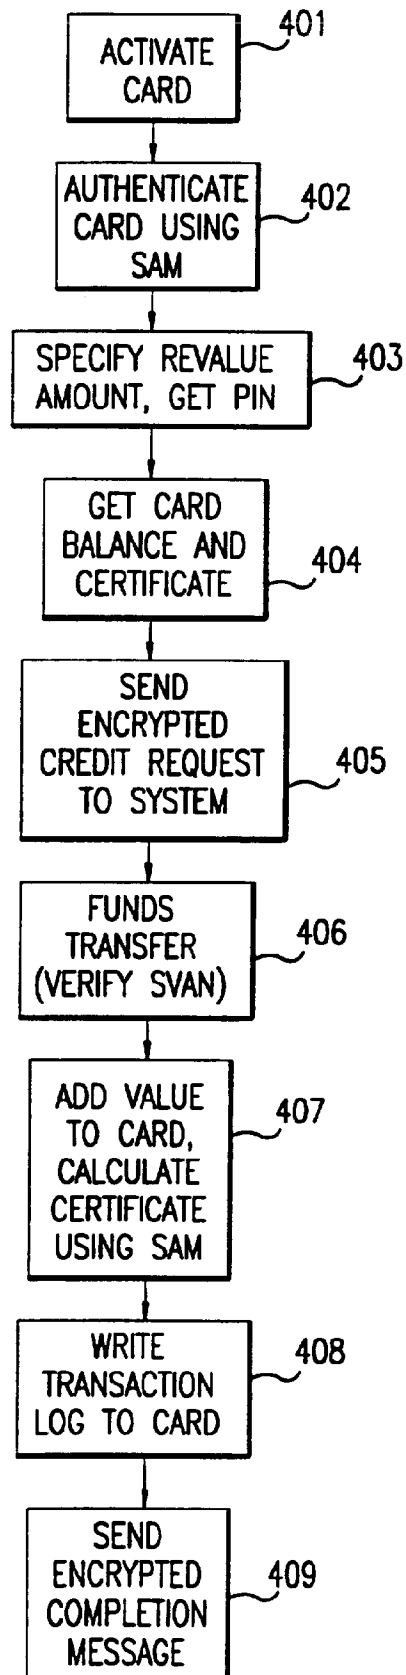 401
ACTIVATE
CARD
AUTHENTICATE
CARD USING
SAM
402
SPECIFY REVALUE
AMOUNT, GET PIN
403
GET CARD
BALANCE AND
CERTIFICATE
404
SEND
ENCRYPTED
CREDIT REQUEST
TO SYSTEM
405
FUNDS
TRANSFER
(VERIFY SVAN)
406
ADD VALUE
TO CARD,
CALCULATE
CERTIFICATE
USING SAM
407
WRITE
TRANSACTION
LOG TO CARD
408
SEND
ENCRYPTED
COMPLETION
MESSAGE
409